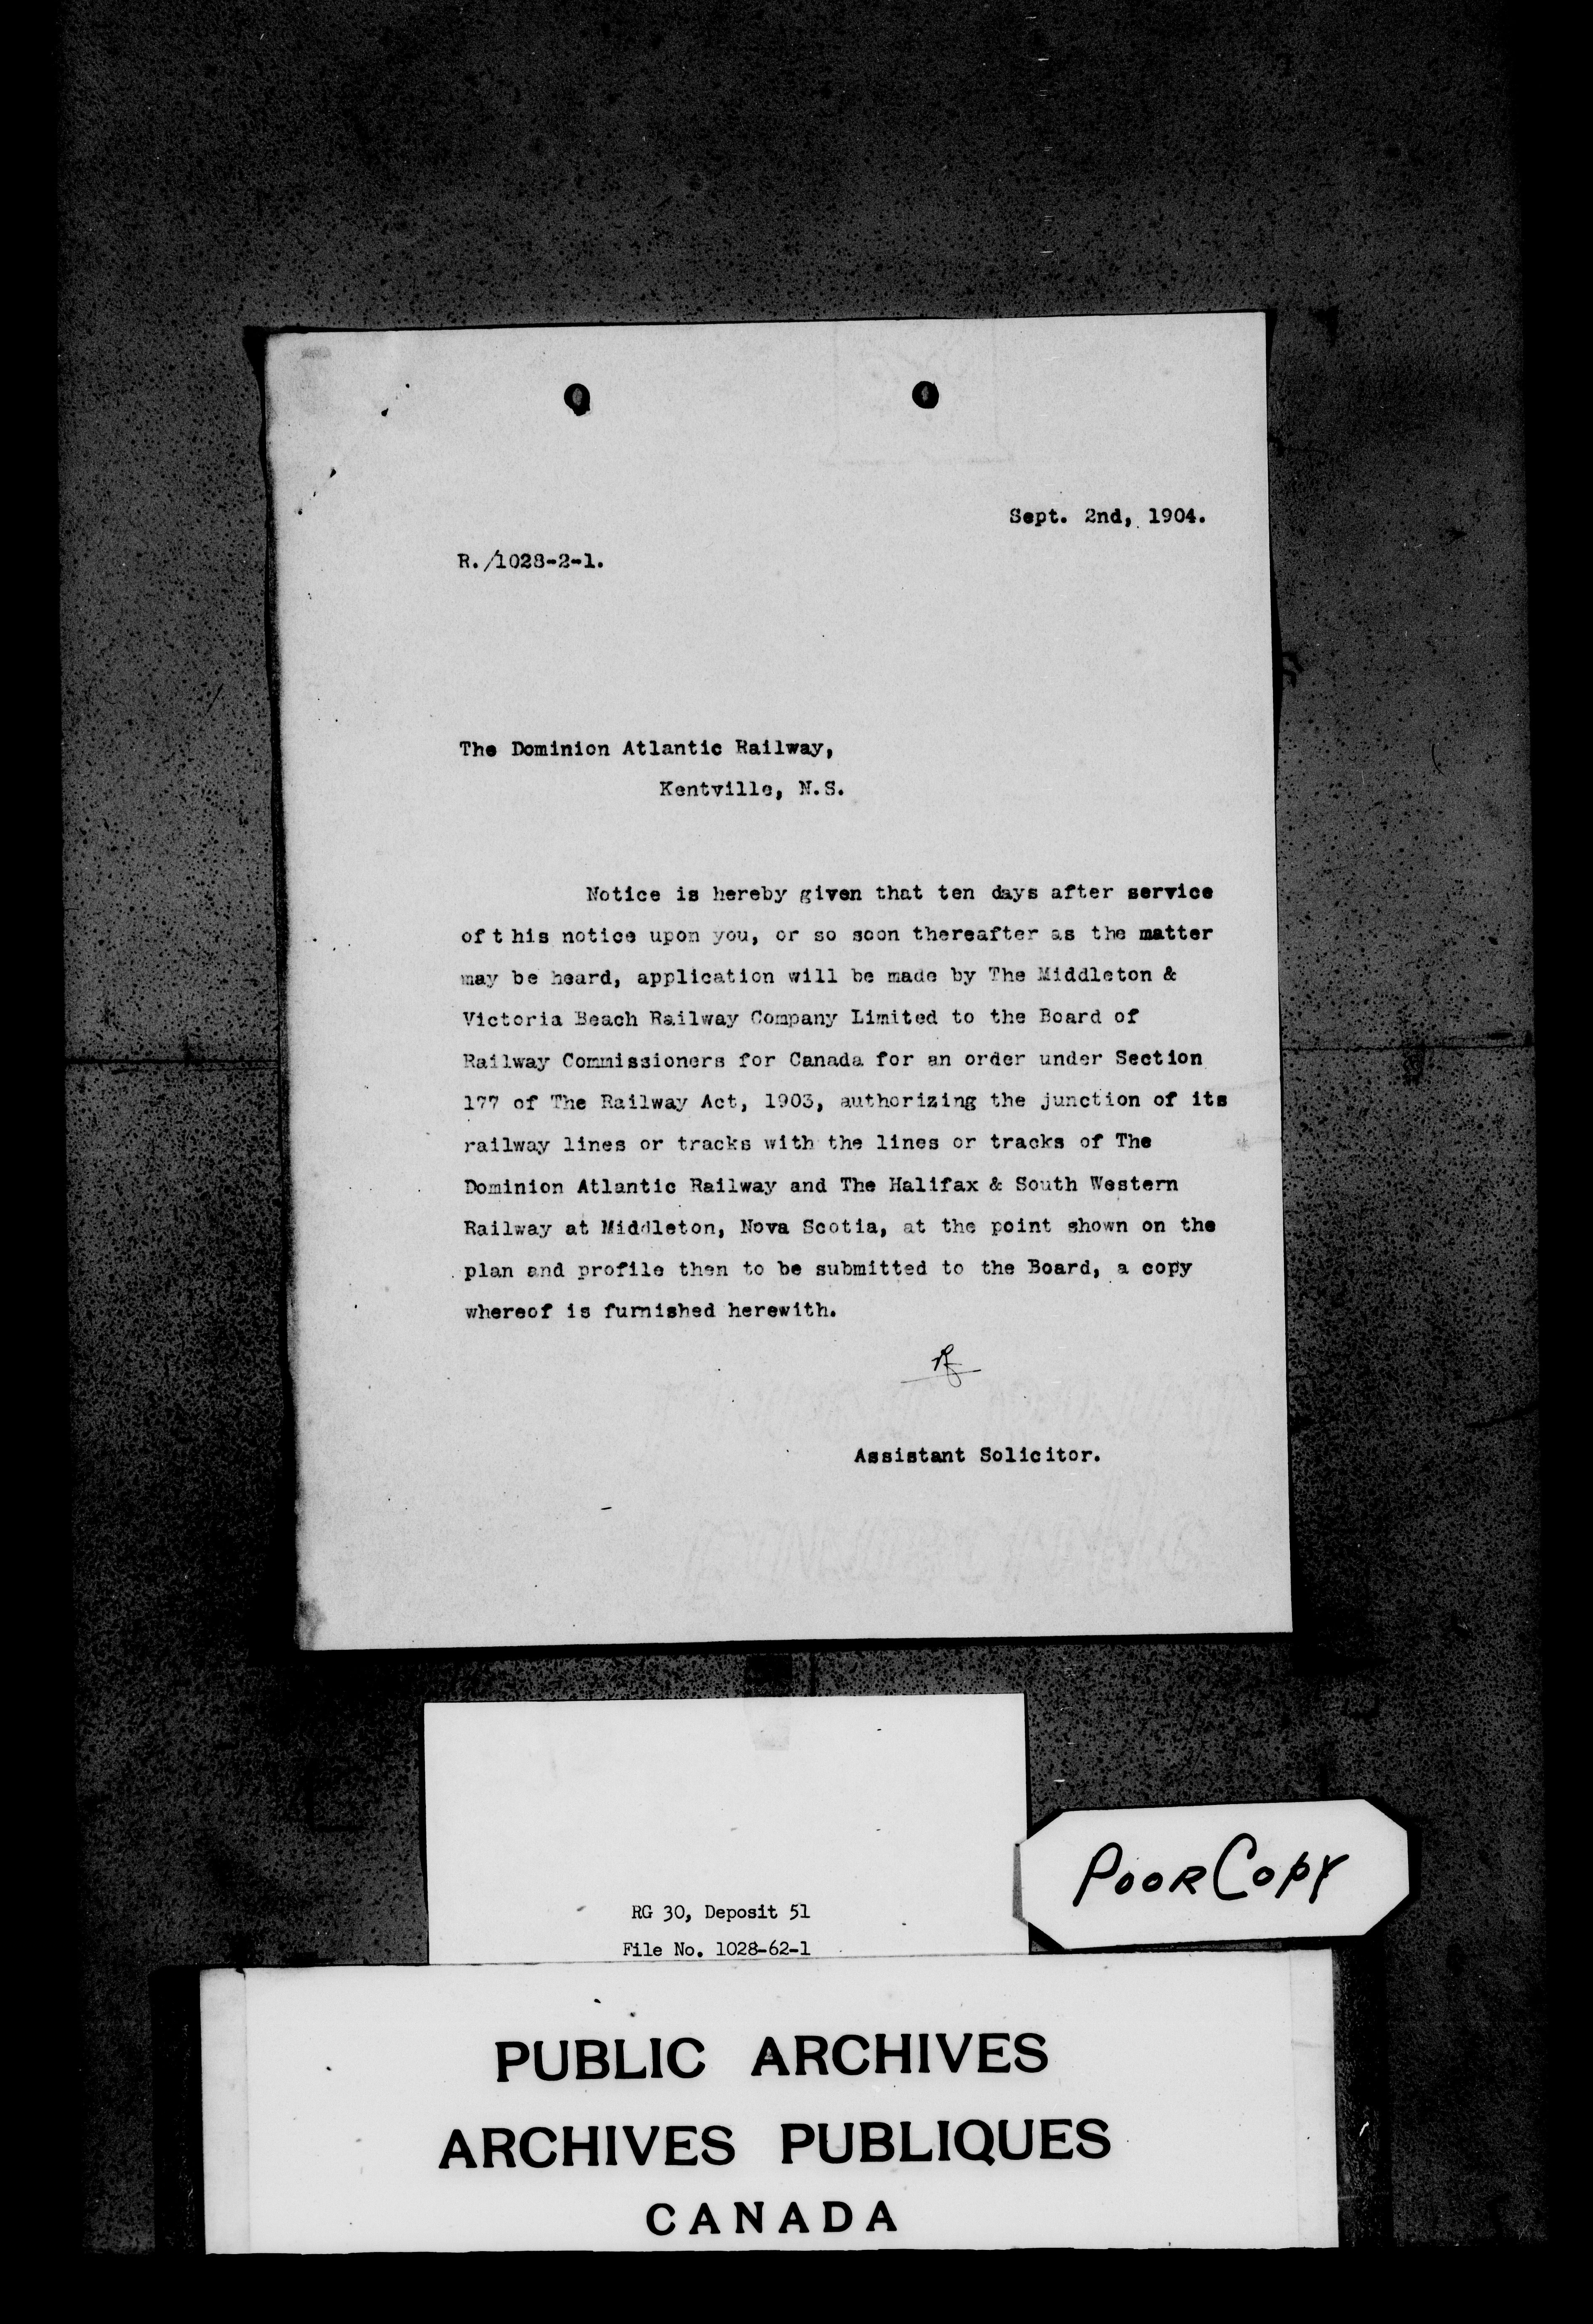 Sept. 2nd, 1904.
R./1028-2-1.
The Dominion Atlantic Railway,
Kentville, N.S.
Notice is hereby given that ten days after service
of t his notice upon you, or so soon thereafter as the matter
may be heard, application will be made by The Middleton &
Victoria Beach Railway Company Limited to the Board of
Railway Commissioners for Canada for an order under Section
177 of The Railway Act, 1903, authorizing the junction of its
railway lines or tracks with the lines or tracks of The
Dominion Atlantic Railway and The Halifax & South Western
Railway at Middleton, Nova Scotia, at the point shown on the
plan and profile then to be submitted to the Board, a copy
whereof is furnished herewith.
Assistant Solicitor.
POOR COPY
RG 30, Deposit 51
File No. 1028-62-1
PUBLIC ARCHIVES
ARCHIVES PUBLIQUES
CANADA